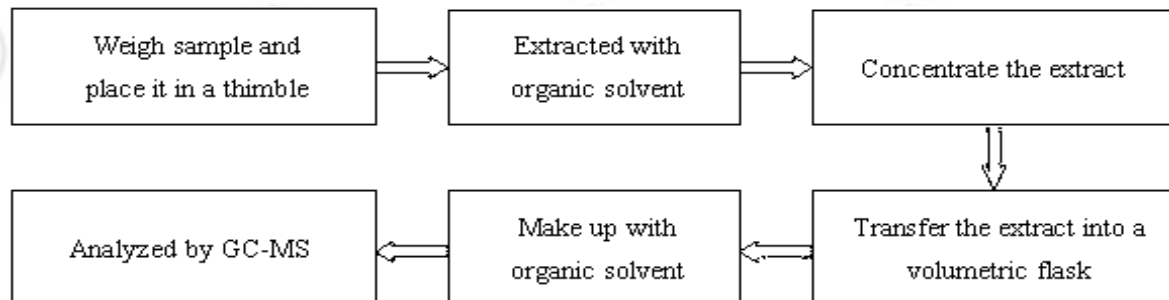 Weigh sample and
place it in a thimble
Extracted with
organic solvent
Concentrate the extract
Transfer the extract into a
volumetric flask
Make up with
organic solvent
Analyzed by GC-MS